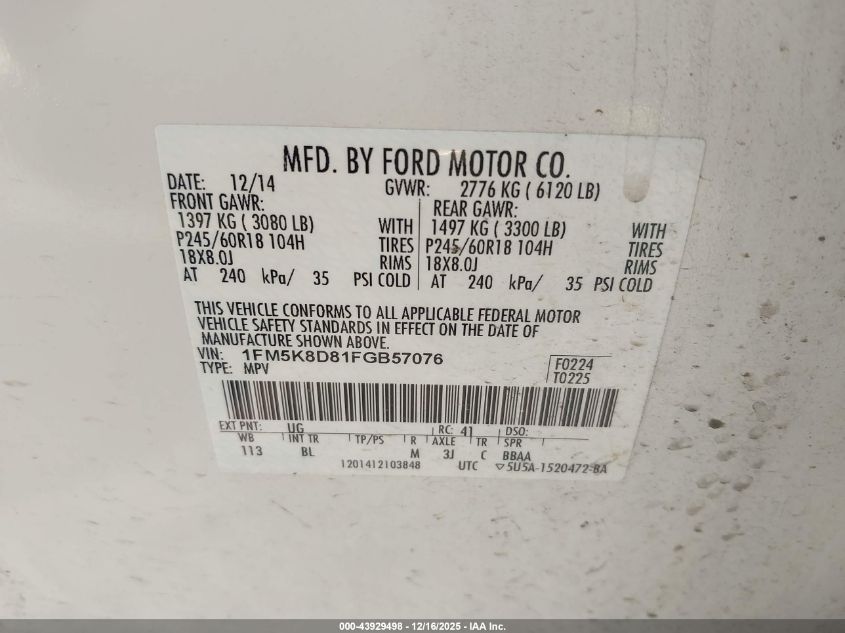 MFD. BY FORD MOTOR CO.
DATE: 12/14 GVWR: 2776 KG ( 6120 LB)
FRONT GAWR: REAR GAWR:
1397 KG ( 3080 LB) WITH 1497 KG ( 3300 LB) WITH
P245/60R18 104H TIRES P245/60R18 104H TIRES
18X8.0J RIMS 18X8.0J RIMS
AT 240 kPa/ 35 PSI COLD AT 240 kPa/ 35 PSI COLD
THIS VEHICLE CONFORMS TO ALL APPLICABLE FEDERAL MOTOR
VEHICLE SAFETY STANDARDS IN EFFECT ON THE DATE OF
MANUFACTURE SHOWN ABOVE.
VIN: 1FM5K8D81FGB57076 F0224
TYPE: MPV T0225
EXT PNT: UG RC: 41 DSO:
WB INT TR TP/PS R AXLE TR SPR
113 BL M 3J C BBAA
1201412103848 UTC ▽5U5A-1520472-BA
000-43929498 - 12/16/2025 - IAA Inc.